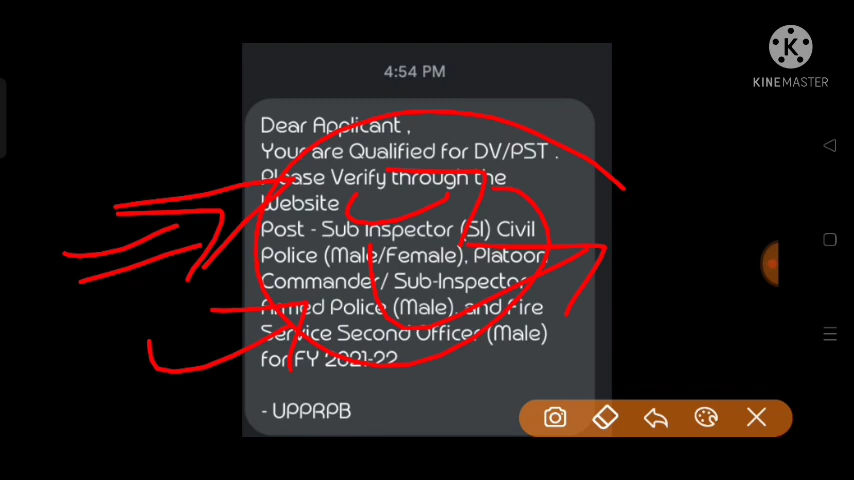 4:54 PM
Dear Applicant ,
Your are Qualified for DV/PST .
Please Verify through the
Website
Post - Sub Inspector (SI) Civil
Police (Male/Female), Platoon
Commander/ Sub-Inspector
Armed Police (Male), and Fire
Service Second Officer (Male)
for FY 2021-22
- UPPRPB
K
KINEMASTER